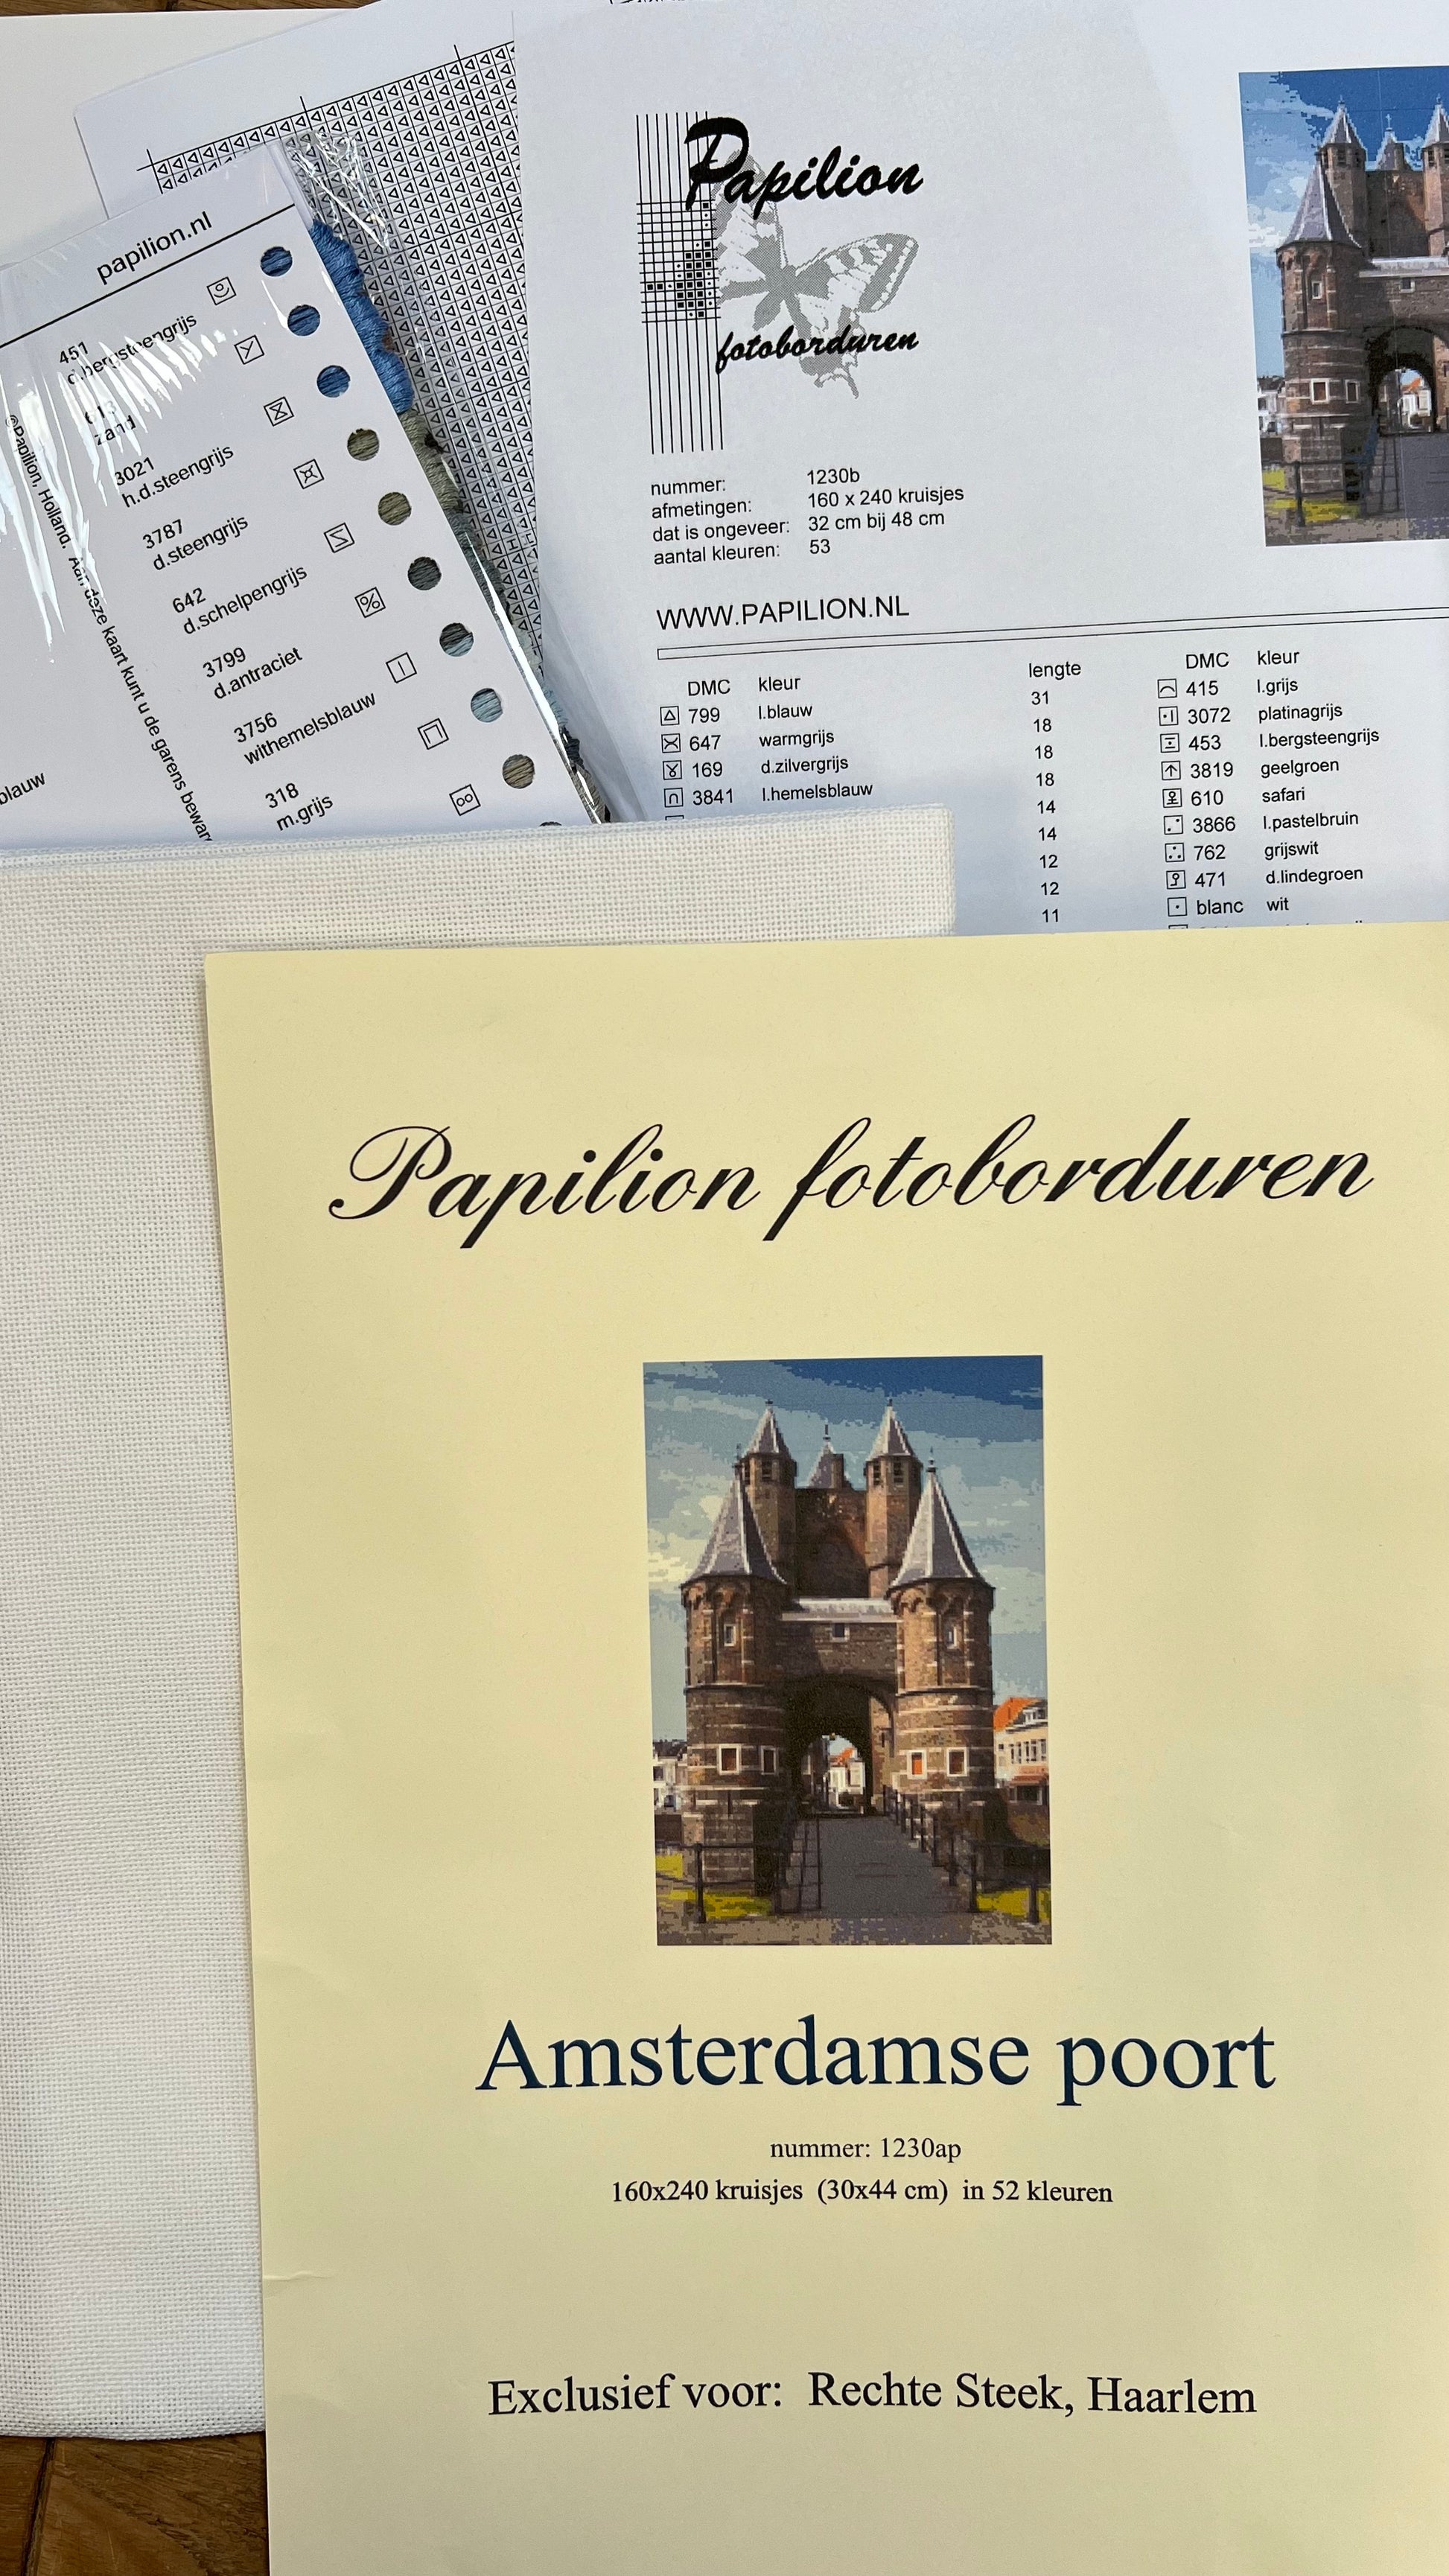 papilion.nl
451
d.bergsteengrijs
zand
3021
h.d.steengrijs
3787
d.steengrijs
642
d.schelpengrijs
3799
d.antraciet
3756
withemelsblauw
318
m.grijs
blauw
©Papilion, Holland. Aan deze kaart kunt u de garens bewar
Papilion
fotoborduren
nummer: 1230b
afmetingen: 160 x 240 kruisjes
dat is ongeveer: 32 cm bij 48 cm
aantal kleuren: 53
WWW.PAPILION.NL
DMC kleur lengte
799 l.blauw 31
647 warmgrijs 18
169 d.zilvergrijs 18
3841 l.hemelsblauw 18
14
14
12
12
11
DMC kleur
415 l.grijs
3072 platinagrijs
453 l.bergsteengrijs
3819 geelgroen
610 safari
3866 l.pastelbruin
762 grijswit
471 d.lindegroen
blanc wit
Papilion fotoborduren
Amsterdamse poort
nummer: 1230ap
160x240 kruisjes (30x44 cm) in 52 kleuren
Exclusief voor: Rechte Steek, Haarlem